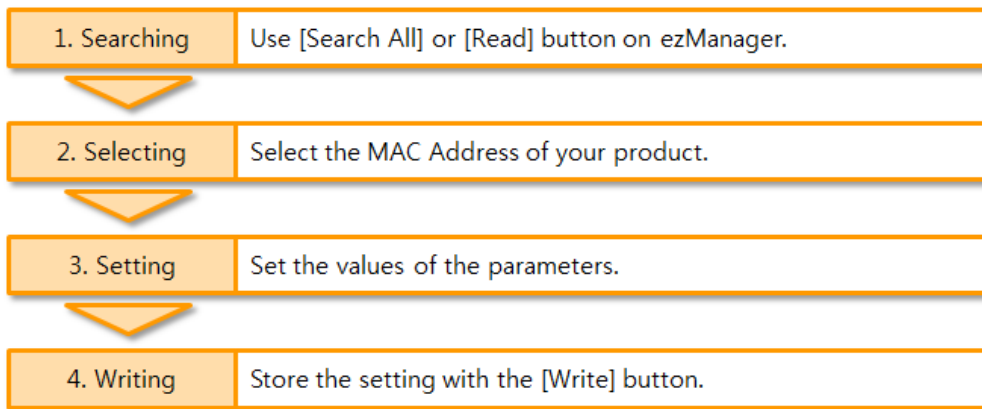 1. Searching Use [Search All] or [Read] button on ezManager.
2. Selecting Select the MAC Address of your product.
3. Setting Set the values of the parameters.
4. Writing Store the setting with the [Write] button.